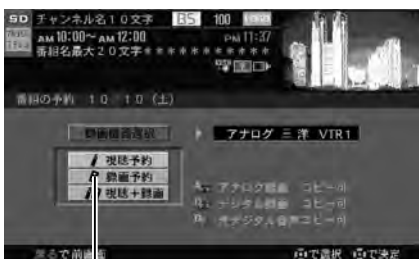 SD チャンネル名10文字 BS 100
AM 10:00~AM 12:00 PM 11:37
番組名最大20文字＊＊＊＊＊＊＊＊＊＊
番組の予約 10/10(土)
録画機器選択 アナログ 三洋 VTR1
視聴予約
録画予約
視聴+録画
アナログ録画 コピー可
デジタル録画 コピー可
光デジタル音声コピー可
戻るで前画面 で選択 で決定